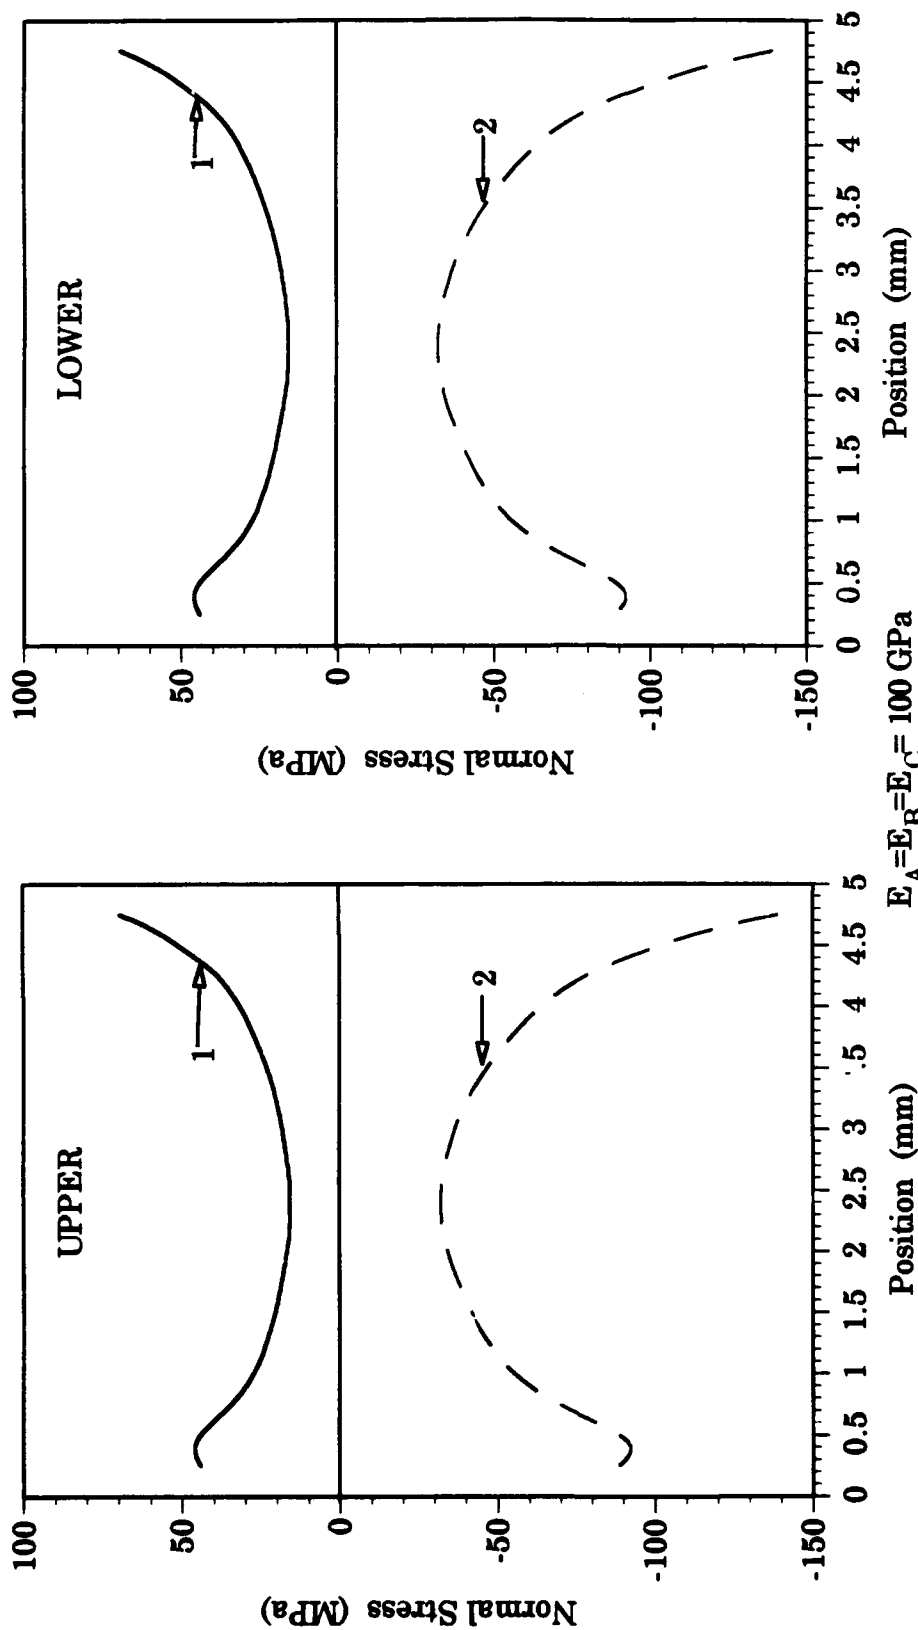 UPPER
Normal Stress (MPa)
100
50
0
-50
-100
-150
1
2
0 0.5 1 1.5 2 2.5 3 .5 4 4.5 5
Position (mm)
LOWER
Normal Stress (MPa)
100
50
0
-50
-100
-150
1
2
0 0.5 1 1.5 2 2.5 3 3.5 4 4.5 5
Position (mm)
E_A=E_B=E_C= 100 GPa